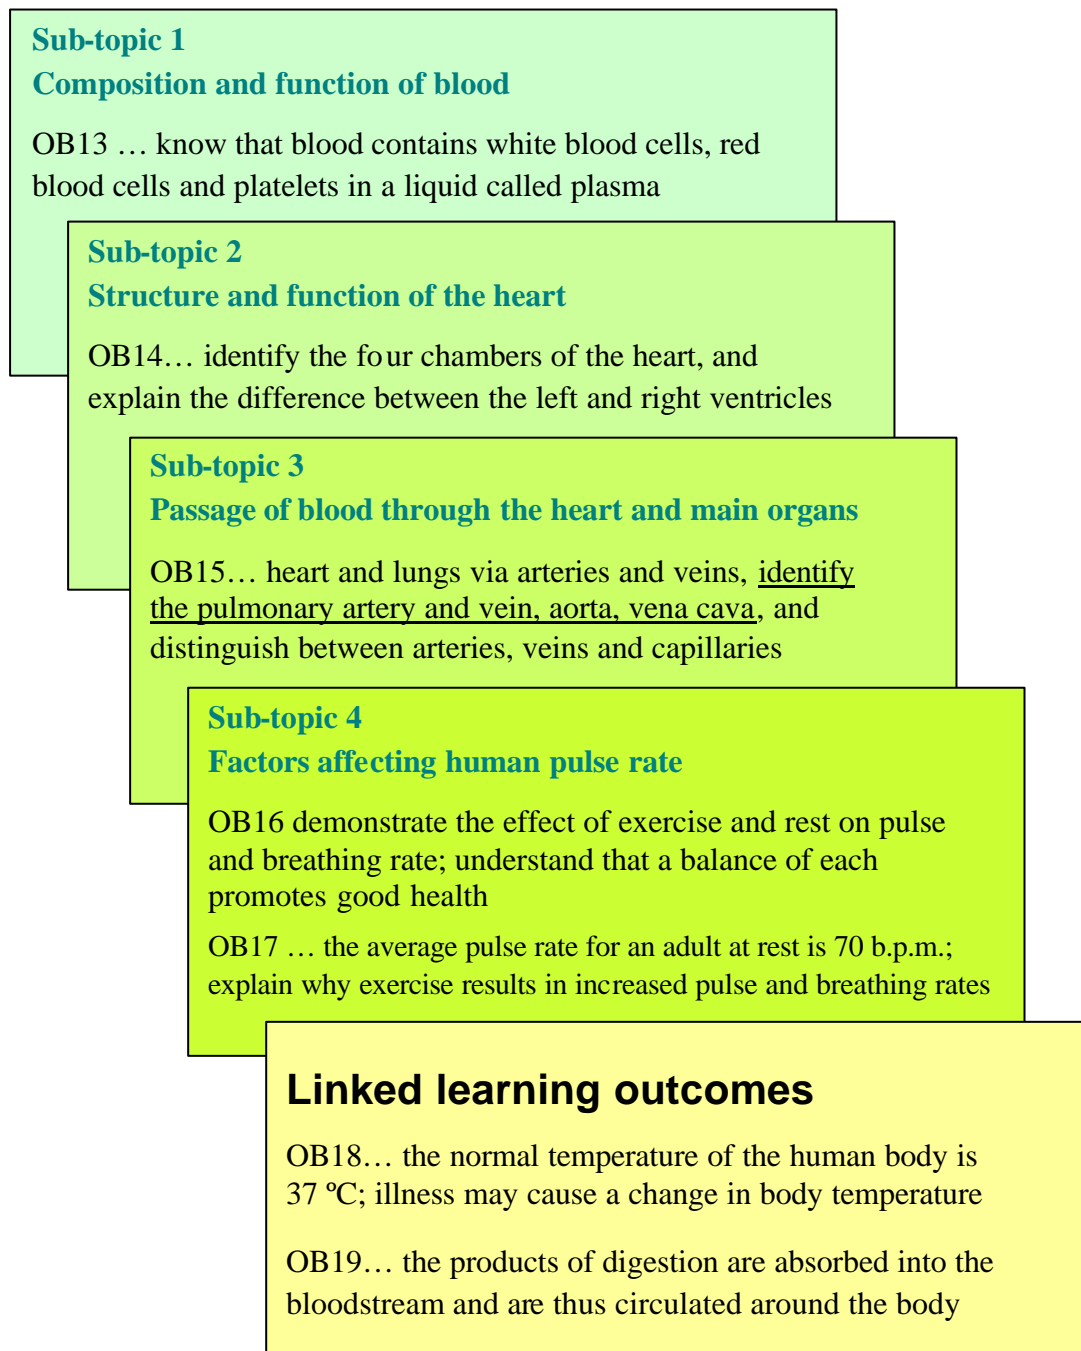 Sub-topic 1
Composition and function of blood
OB13 … know that blood contains white blood cells, red
blood cells and platelets in a liquid called plasma
Sub-topic 2
Structure and function of the heart
OB14… identify the four chambers of the heart, and
explain the difference between the left and right ventricles
Sub-topic 3
Passage of blood through the heart and main organs
OB15… heart and lungs via arteries and veins, identify
the pulmonary artery and vein, aorta, vena cava, and
distinguish between arteries, veins and capillaries
Sub-topic 4
Factors affecting human pulse rate
OB16 demonstrate the effect of exercise and rest on pulse
and breathing rate; understand that a balance of each
promotes good health
OB17 … the average pulse rate for an adult at rest is 70 b.p.m.;
explain why exercise results in increased pulse and breathing rates
Linked learning outcomes
OB18… the normal temperature of the human body is
37 ºC; illness may cause a change in body temperature
OB19… the products of digestion are absorbed into the
bloodstream and are thus circulated around the body